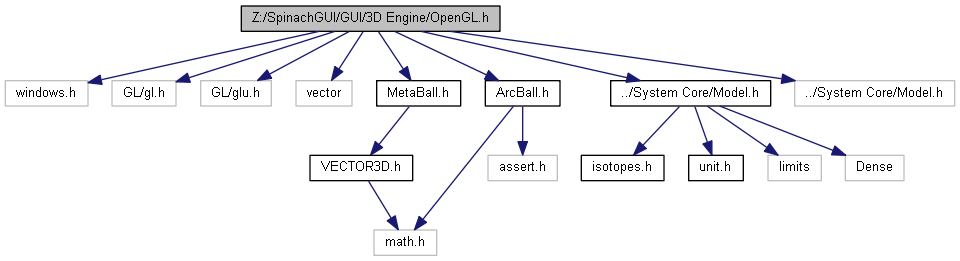 Z:/SpinachGUI/GUI/3D Engine/OpenGL.h
windows.h
GL/gl.h
GL/glu.h
vector
MetaBall.h
ArcBall.h
../System Core/Model.h
../System Core/Model.h
VECTOR3D.h
assert.h
isotopes.h
unit.h
limits
Dense
math.h